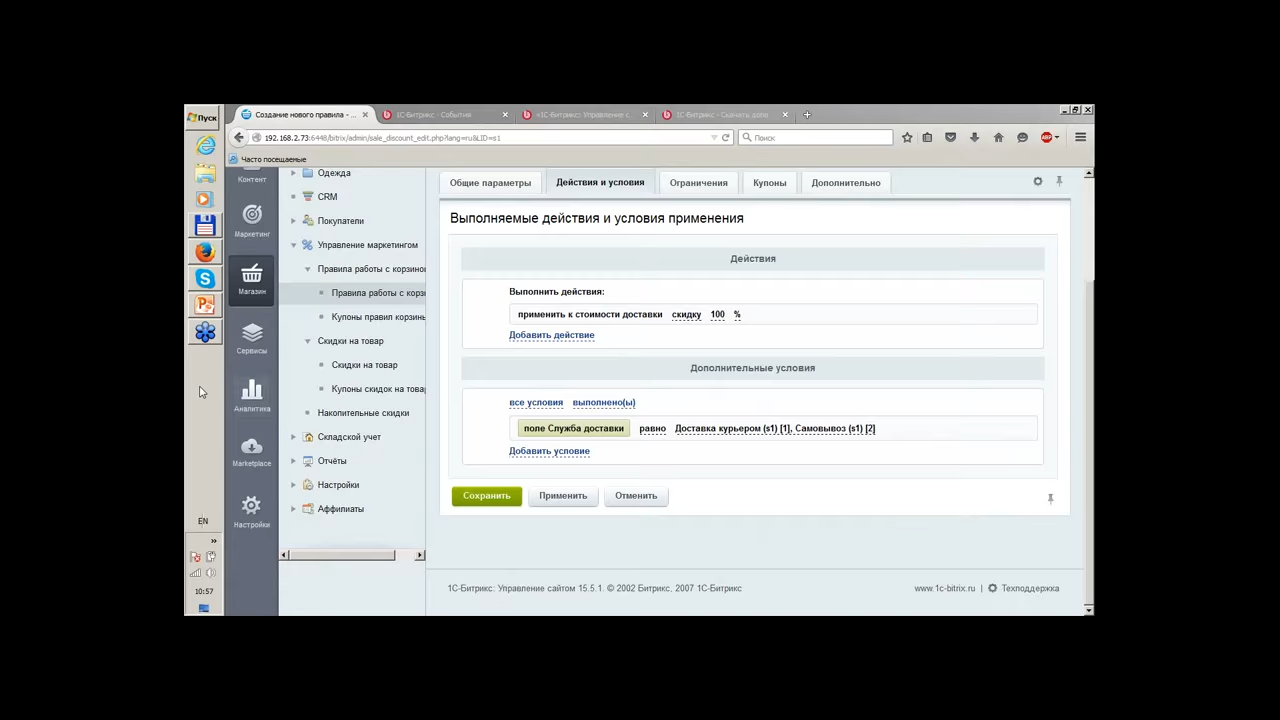 Пуск
Создание нового правила - ...
1С-Битрикс - События
«1С-Битрикс: Управление с...
1С-Битрикс - Скачать допо...
192.168.2.73:6448/bitrix/admin/sale_discount_edit.php?lang=ru&LID=s1
Поиск
ABP
Часто посещаемые
Контент
Маркетинг
Магазин
Сервисы
Аналитика
Marketplace
Настройки
Одежда
CRM
Покупатели
Управление маркетингом
Правила работы с корзино
Правила работы с корз
Купоны правил корзин
Скидки на товар
Скидки на товар
Купоны скидок на това
Накопительные скидки
Складской учет
Отчёты
Настройки
Аффилиаты
Общие параметры
Действия и условия
Ограничения
Купоны
Дополнительно
Выполняемые действия и условия применения
Действия
Выполнить действия:
применить к стоимости доставки скидку 100 %
Добавить действие
Дополнительные условия
все условия выполнено(ы)
поле Служба доставки равно Доставка курьером (s1) [1], Самовывоз (s1) [2]
Добавить условие
Сохранить
Применить
Отменить
1С-Битрикс: Управление сайтом 15.5.1. © 2002 Битрикс, 2007 1С-Битрикс
www.1c-bitrix.ru | Техподдержка
EN
10:57